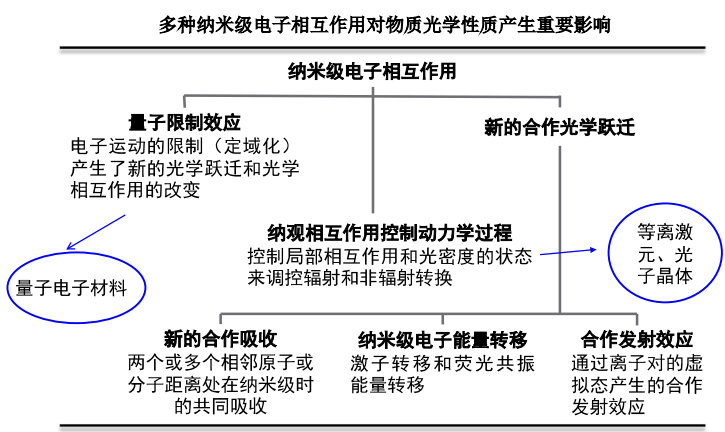 多种纳米级电子相互作用对物质光学性质产生重要影响
纳米级电子相互作用
量子限制效应
电子运动的限制（定域化）
产生了新的光学跃迁和光学
相互作用的改变
新的合作光学跃迁
纳观相互作用控制动力学过程
控制局部相互作用和光密度的状态
来调控辐射和非辐射转换
等离激
元、光
子晶体
量子电子材料
新的合作吸收
两个或多个相邻原子或
分子距离处在纳米级时
的共同吸收
纳米级电子能量转移
激子转移和荧光共振
能量转移
合作发射效应
通过离子对的虚
拟态产生的合作
发射效应